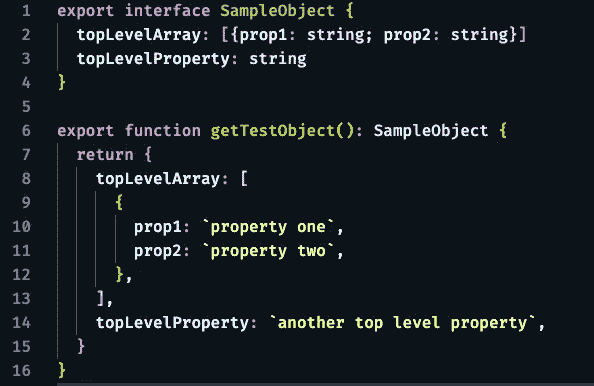 1 export interface SampleObject {
2   topLevelArray: [{prop1: string; prop2: string}]
3   topLevelProperty: string
4 }
5
6 export function getTestObject(): SampleObject {
7   return {
8     topLevelArray: [
9       {
10         prop1: `property one`,
11         prop2: `property two`,
12       },
13     ],
14     topLevelProperty: `another top level property`,
15   }
16 }